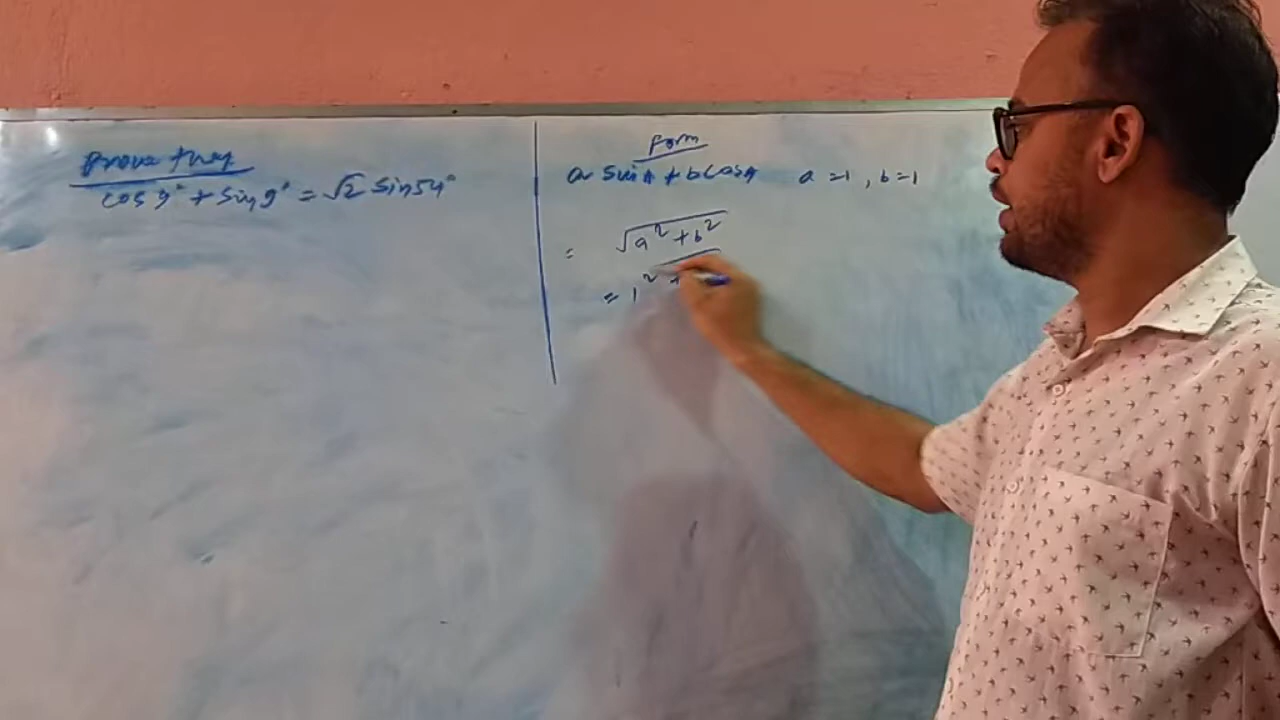 Prove that
cos 9° + sin 9° = √2 sin 54°
Form
a sin A + b cos A   a = 1, b = 1
= √a² + b²
= 1² +